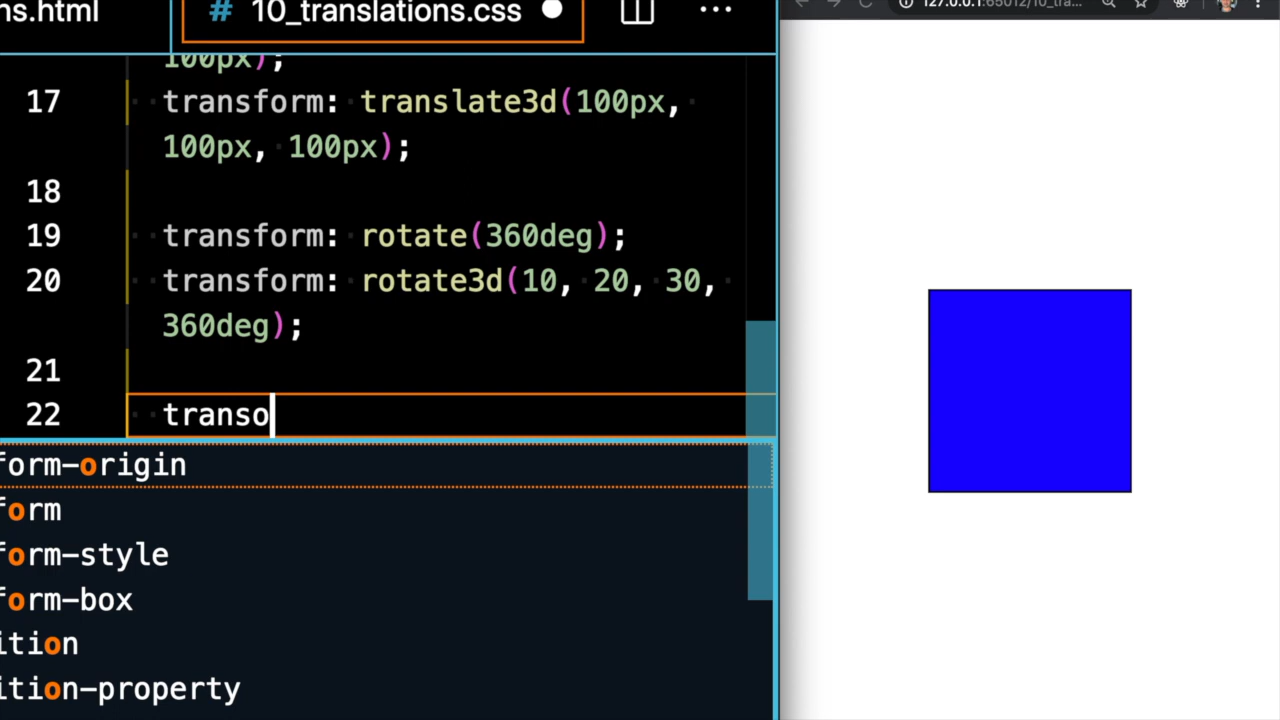 ns.html
# 10_translations.css
127.0.0.1:65012/10_tra...
100px);
17 transform: translate3d(100px,
100px, 100px);
18
19 transform: rotate(360deg);
20 transform: rotate3d(10, 20, 30,
360deg);
21
22 transo
form-origin
form
form-style
form-box
ition
ition-property